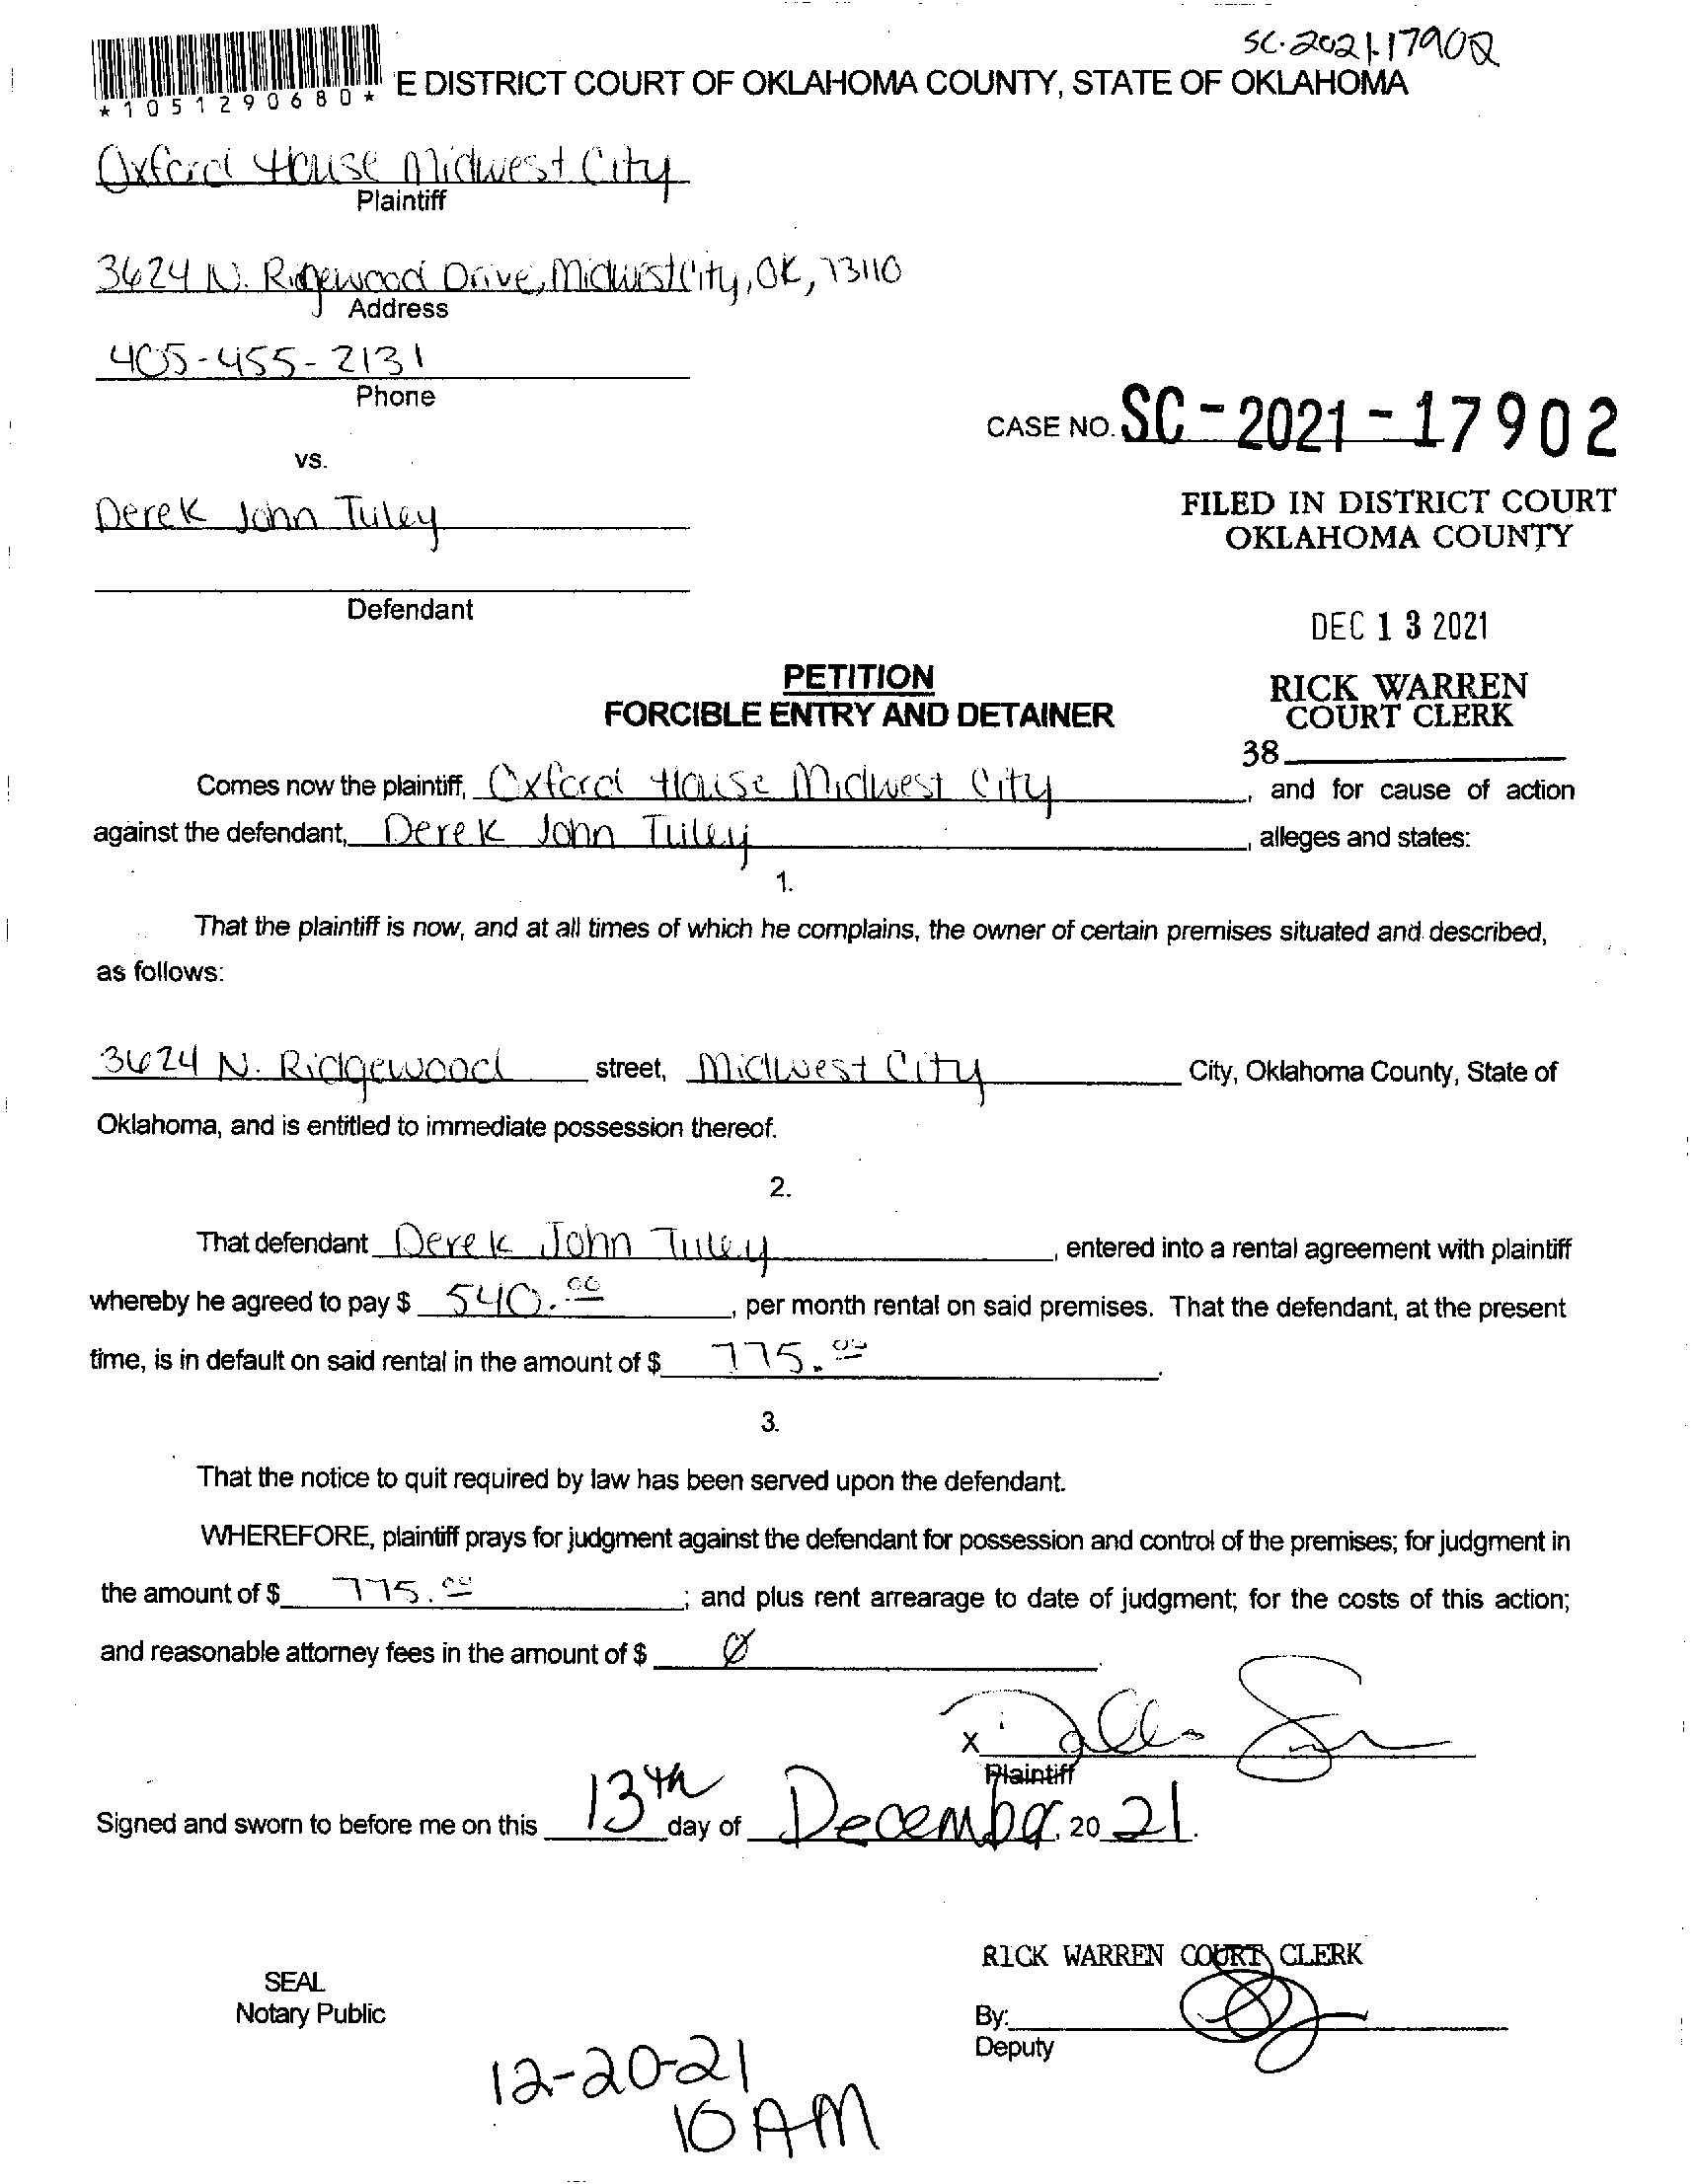 SC-2021-17902
*1051290680*
E DISTRICT COURT OF OKLAHOMA COUNTY, STATE OF OKLAHOMA
Oxford House Midwest City
Plaintiff
3624 N. Ridgewood Drive, Midwest City, OK, 73110
Address
405-455-2131
Phone
CASE NO. SC-2021-17902
vs.
Derek John Tuley
FILED IN DISTRICT COURT
OKLAHOMA COUNTY
Defendant
DEC 13 2021
PETITION
FORCIBLE ENTRY AND DETAINER
RICK WARREN
COURT CLERK
38
Comes now the plaintiff, Oxford House Midwest City, and for cause of action
against the defendant, Derek John Tuley, alleges and states:
1.
That the plaintiff is now, and at all times of which he complains, the owner of certain premises situated and described,
as follows:
3624 N. Ridgewood street, Midwest City City, Oklahoma County, State of
Oklahoma, and is entitled to immediate possession thereof.
2.
That defendant Derek John Tuley, entered into a rental agreement with plaintiff
whereby he agreed to pay $ 540.00, per month rental on said premises. That the defendant, at the present
time, is in default on said rental in the amount of $ 775.00.
3.
That the notice to quit required by law has been served upon the defendant.
WHEREFORE, plaintiff prays for judgment against the defendant for possession and control of the premises; for judgment in
the amount of $ 775.00; and plus rent arrearage to date of judgment; for the costs of this action;
and reasonable attorney fees in the amount of $ Ø.
X
Plaintiff
Signed and sworn to before me on this 13th day of December, 2021.
RICK WARREN COURT CLERK
SEAL
Notary Public
By:
Deputy
12-20-21
10 AM